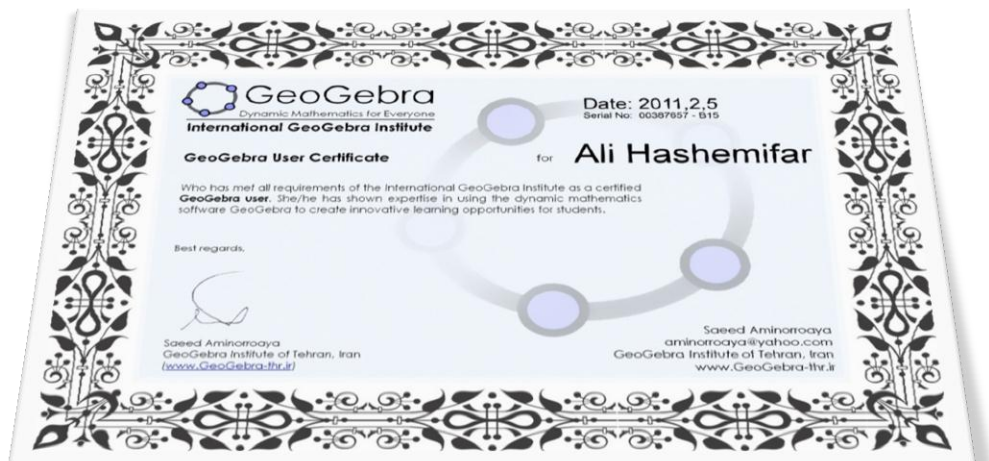 GeoGebra
Dynamic Mathematics for Everyone
International GeoGebra Institute
Date: 2011,2,5
Serial No: 00387657 - B15
GeoGebra User Certificate for Ali Hashemifar
Who has met all requirements of the International GeoGebra Institute as a certified
GeoGebra user. She/he has shown expertise in using the dynamic mathematics
software GeoGebra to create innovative learning opportunities for students.
Best regards,
Saeed Aminorroaya
GeoGebra Institute of Tehran, Iran
(www.GeoGebra-thr.ir)
Saeed Aminorroaya
aminorroaya@yahoo.com
GeoGebra Institute of Tehran, Iran
www.GeoGebra-thr.ir